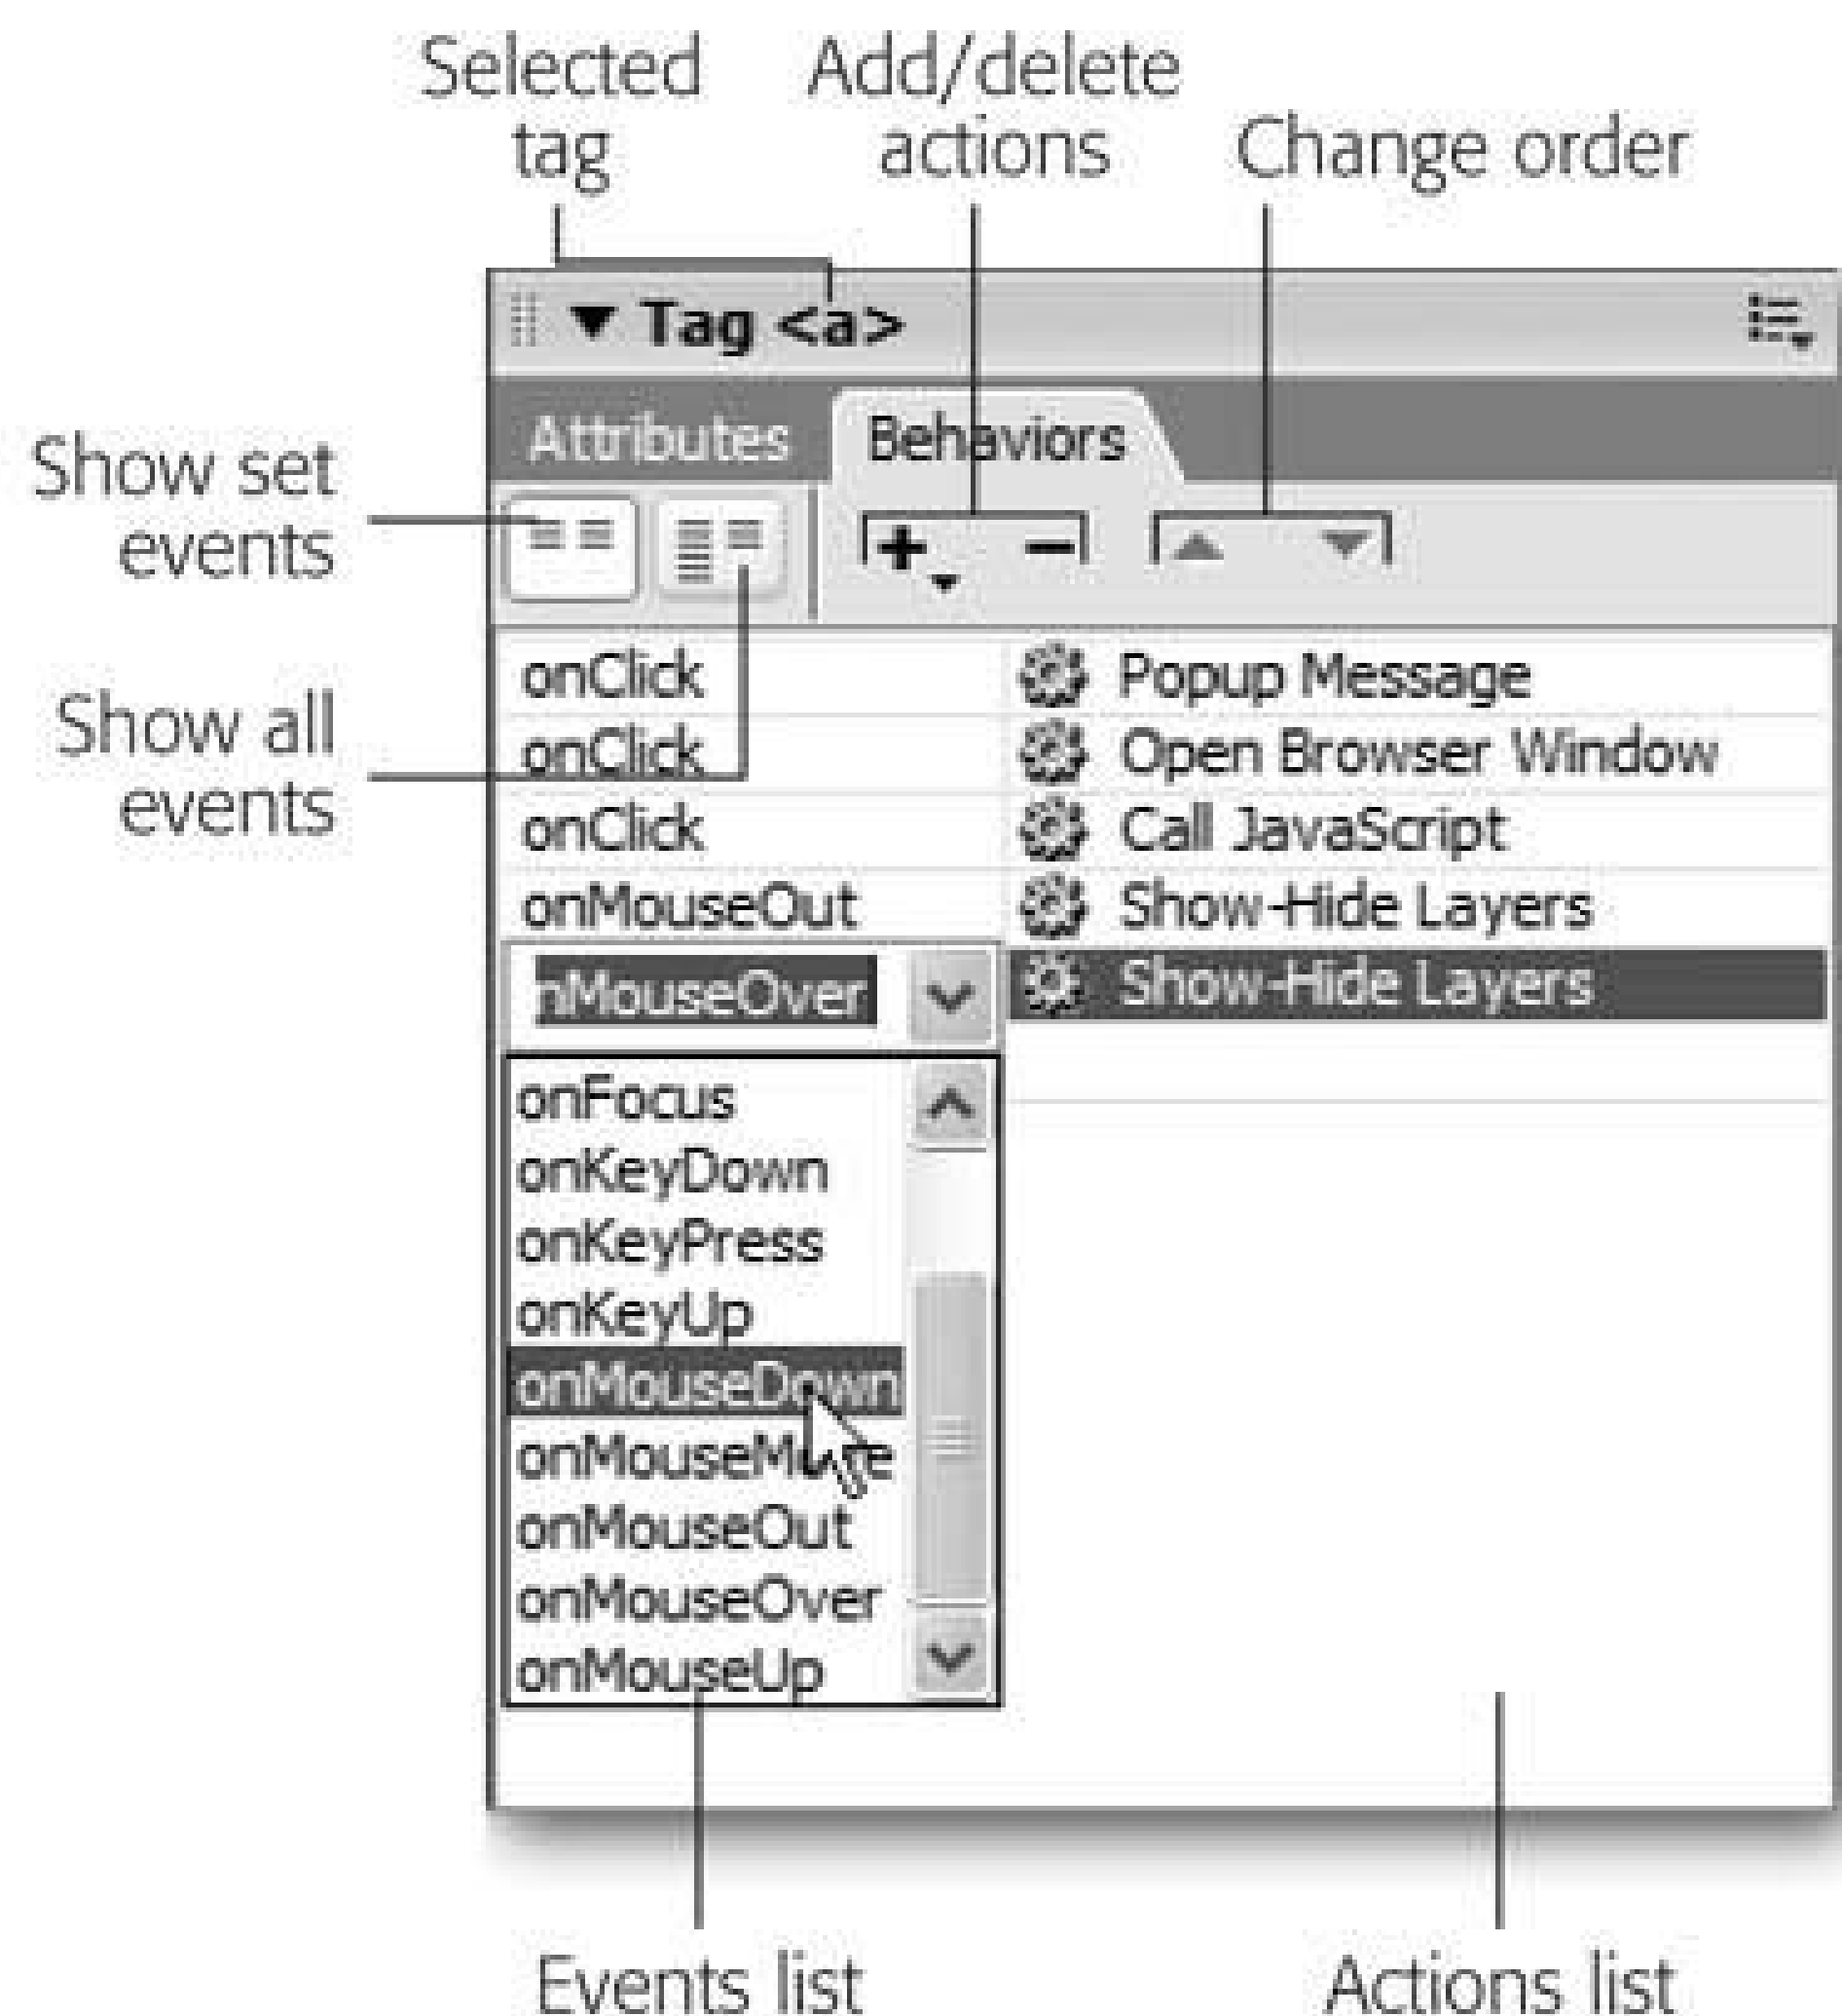 Selected
tag
Add/delete
actions
Change order
Tag <a>
Attributes
Behaviors
Show set
events
Show all
events
onClick
Popup Message
onClick
Open Browser Window
onClick
Call JavaScript
onMouseOut
Show-Hide Layers
nMouseOver
Show-Hide Layers
onFocus
onKeyDown
onKeyPress
onKeyUp
onMouseDown
onMouseMove
onMouseOut
onMouseOver
onMouseUp
Events list
Actions list